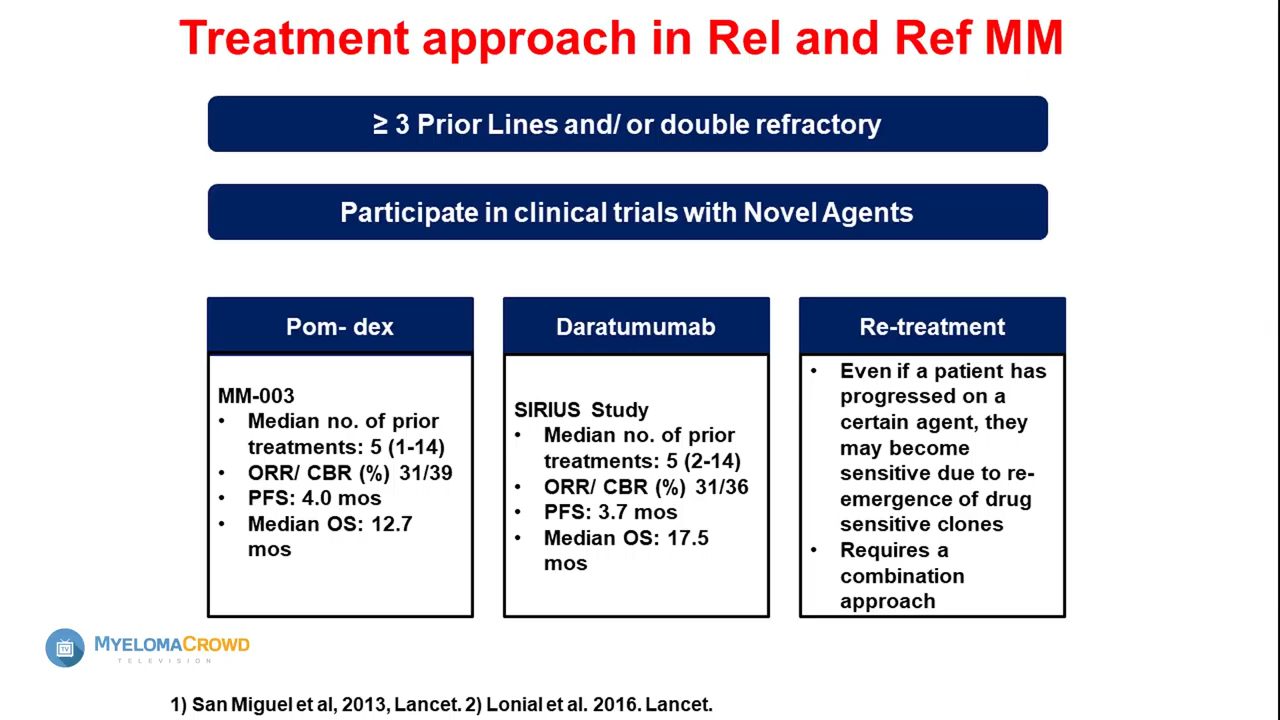 Treatment approach in Rel and Ref MM
≥ 3 Prior Lines and/ or double refractory
Participate in clinical trials with Novel Agents
Pom- dex
MM-003
• Median no. of prior
treatments: 5 (1-14)
• ORR/ CBR (%) 31/39
• PFS: 4.0 mos
• Median OS: 12.7
mos
Daratumumab
SIRIUS Study
• Median no. of prior
treatments: 5 (2-14)
• ORR/ CBR (%) 31/36
• PFS: 3.7 mos
• Median OS: 17.5
mos
Re-treatment
• Even if a patient has
progressed on a
certain agent, they
may become
sensitive due to re-
emergence of drug
sensitive clones
• Requires a
combination
approach
TV
MYELOMACROWD
TELEVISION
1) San Miguel et al, 2013, Lancet. 2) Lonial et al. 2016. Lancet.